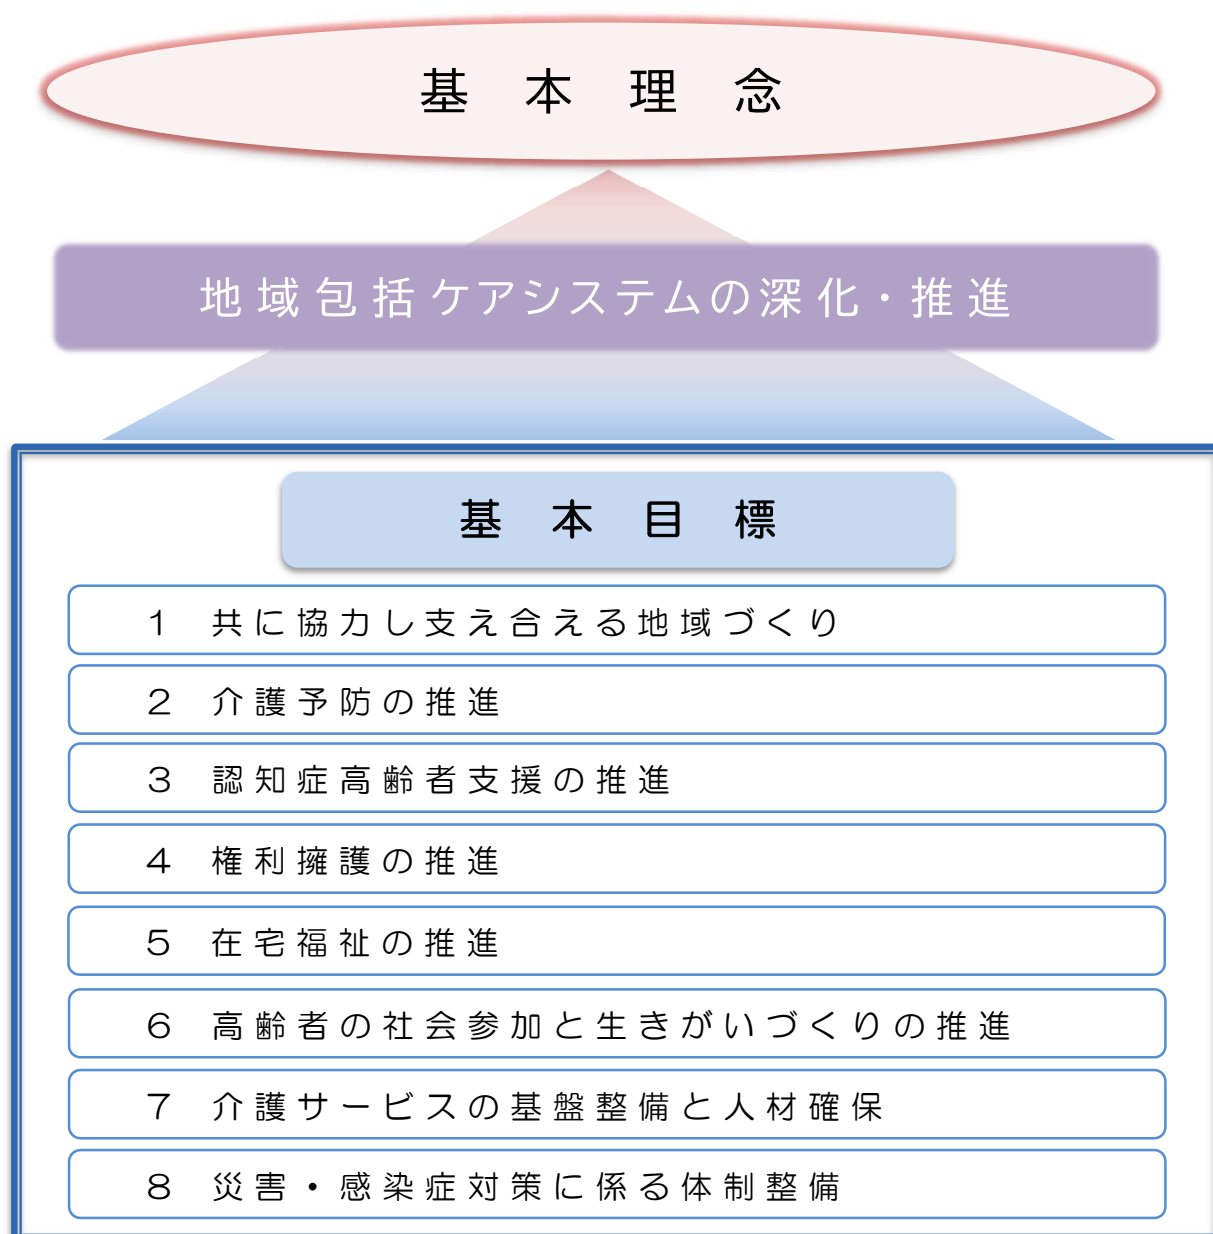 基本理念
地域包括ケアシステムの深化・推進
基本目標
1 共に協力し支え合える地域づくり
2 介護予防の推進
3 認知症高齢者支援の推進
4 権利擁護の推進
5 在宅福祉の推進
6 高齢者の社会参加と生きがいづくりの推進
7 介護サービスの基盤整備と人材確保
8 災害・感染症対策に係る体制整備